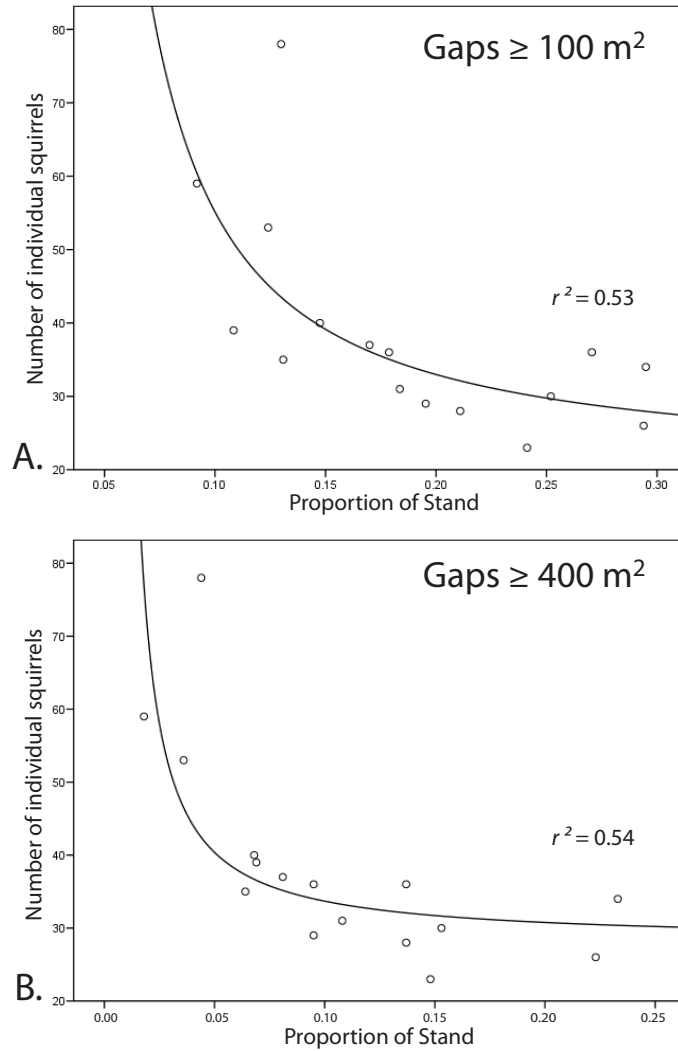 Gaps ≥ 100 m²
80
70
60
50
40
30
20
Number of individual squirrels
r² = 0.53
A.
0.05 0.10 0.15 0.20 0.25 0.30
Proportion of Stand
Gaps ≥ 400 m²
80
70
60
50
40
30
20
Number of individual squirrels
r² = 0.54
B.
0.00 0.05 0.10 0.15 0.20 0.25
Proportion of Stand